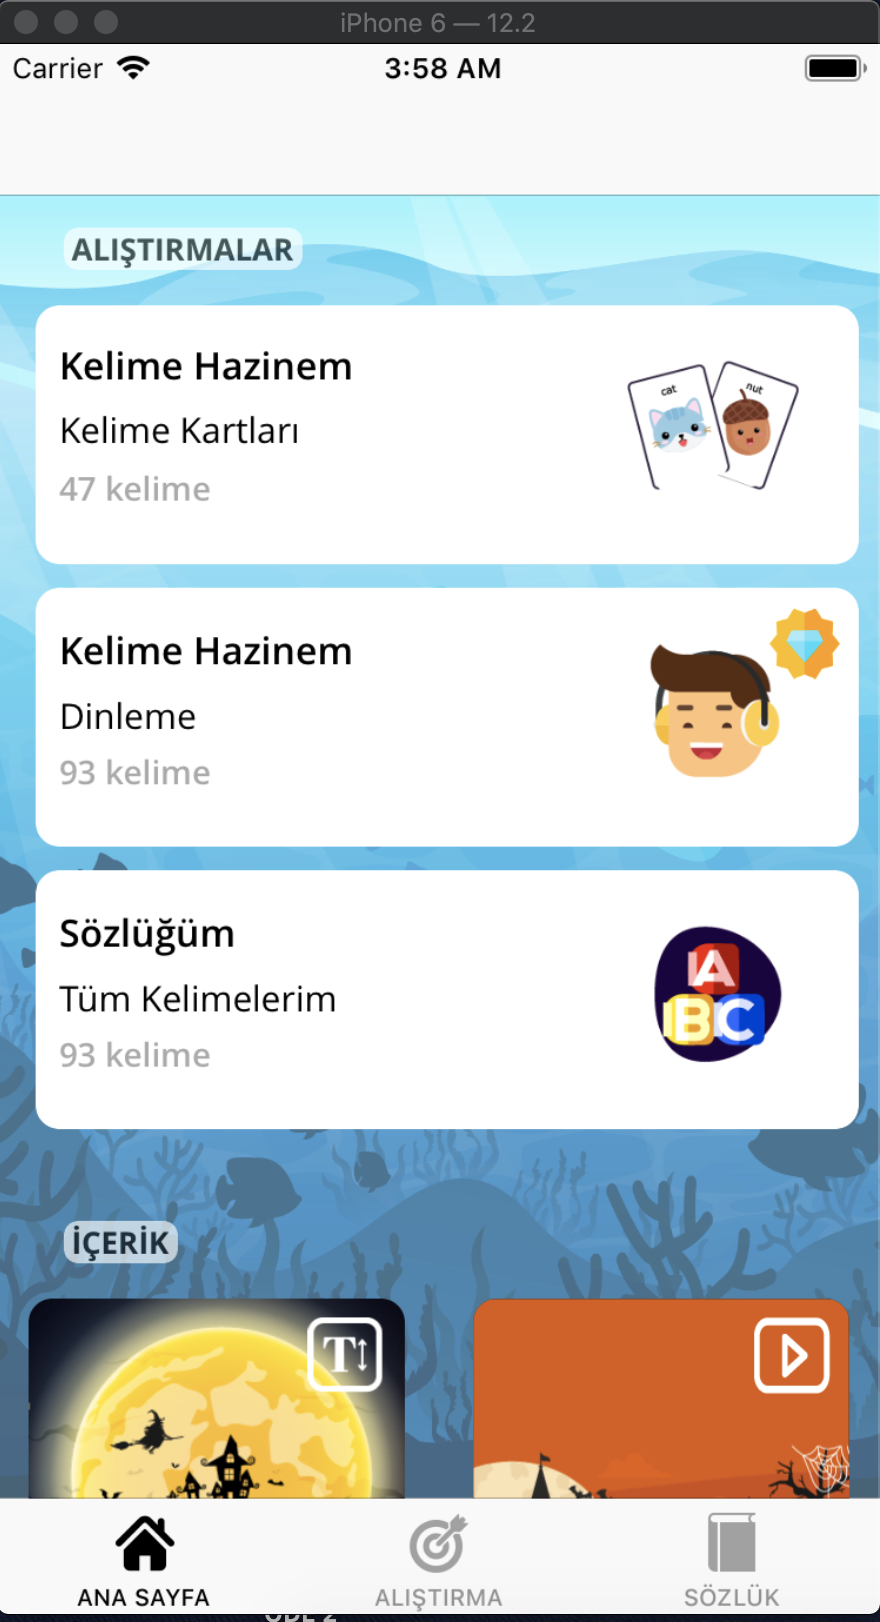 iPhone 6 — 12.2
Carrier 3:58 AM
ALIŞTIRMALAR
Kelime Hazinem
Kelime Kartları
47 kelime
cat
nut
Kelime Hazinem
Dinleme
93 kelime
Sözlüğüm
Tüm Kelimelerim
93 kelime
A
B C
İÇERİK
T
ANA SAYFA
ALIŞTIRMA
SÖZLÜK